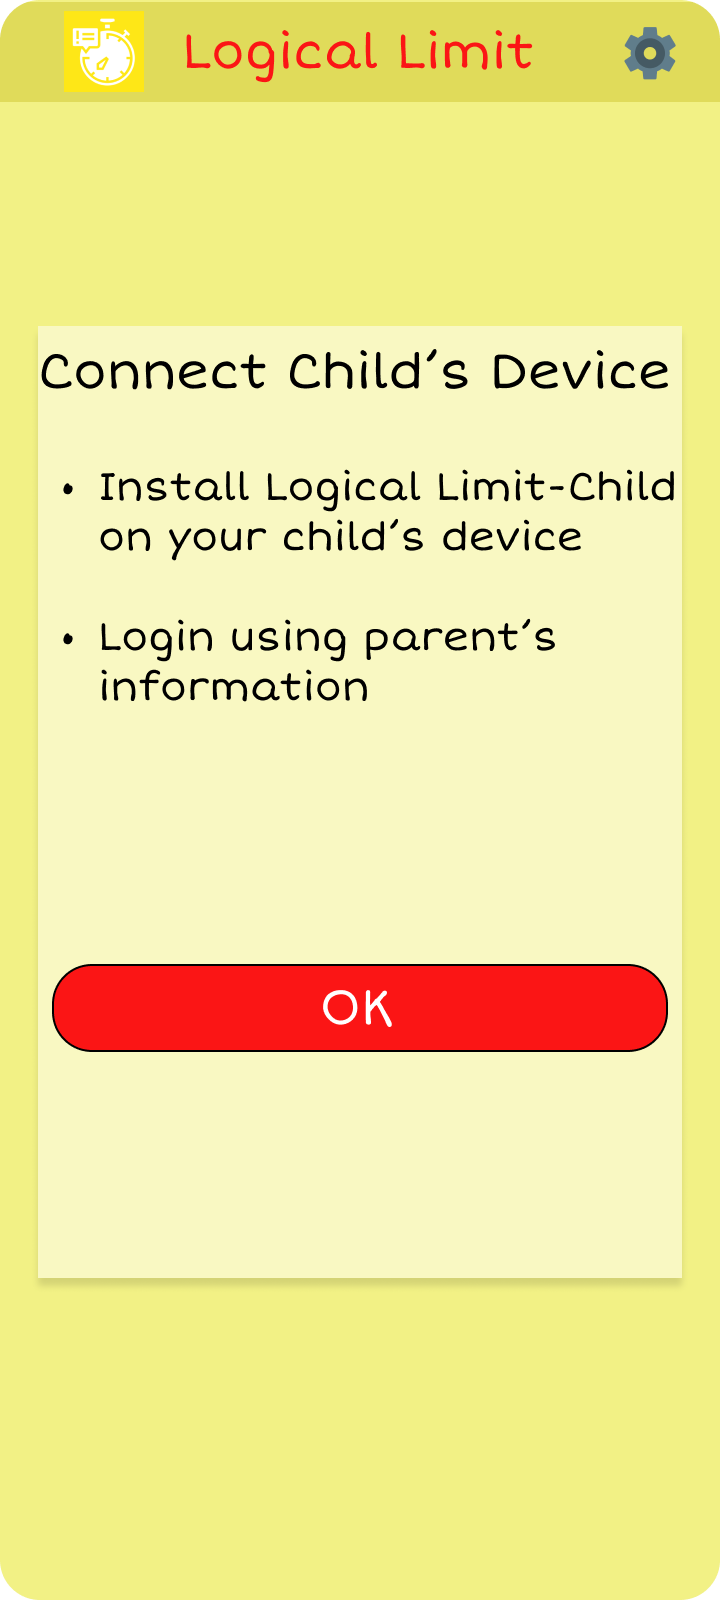 Logical Limit
Connect Child's Device
• Install Logical Limit-Child
on your child's device
• Login using parent's
information
OK